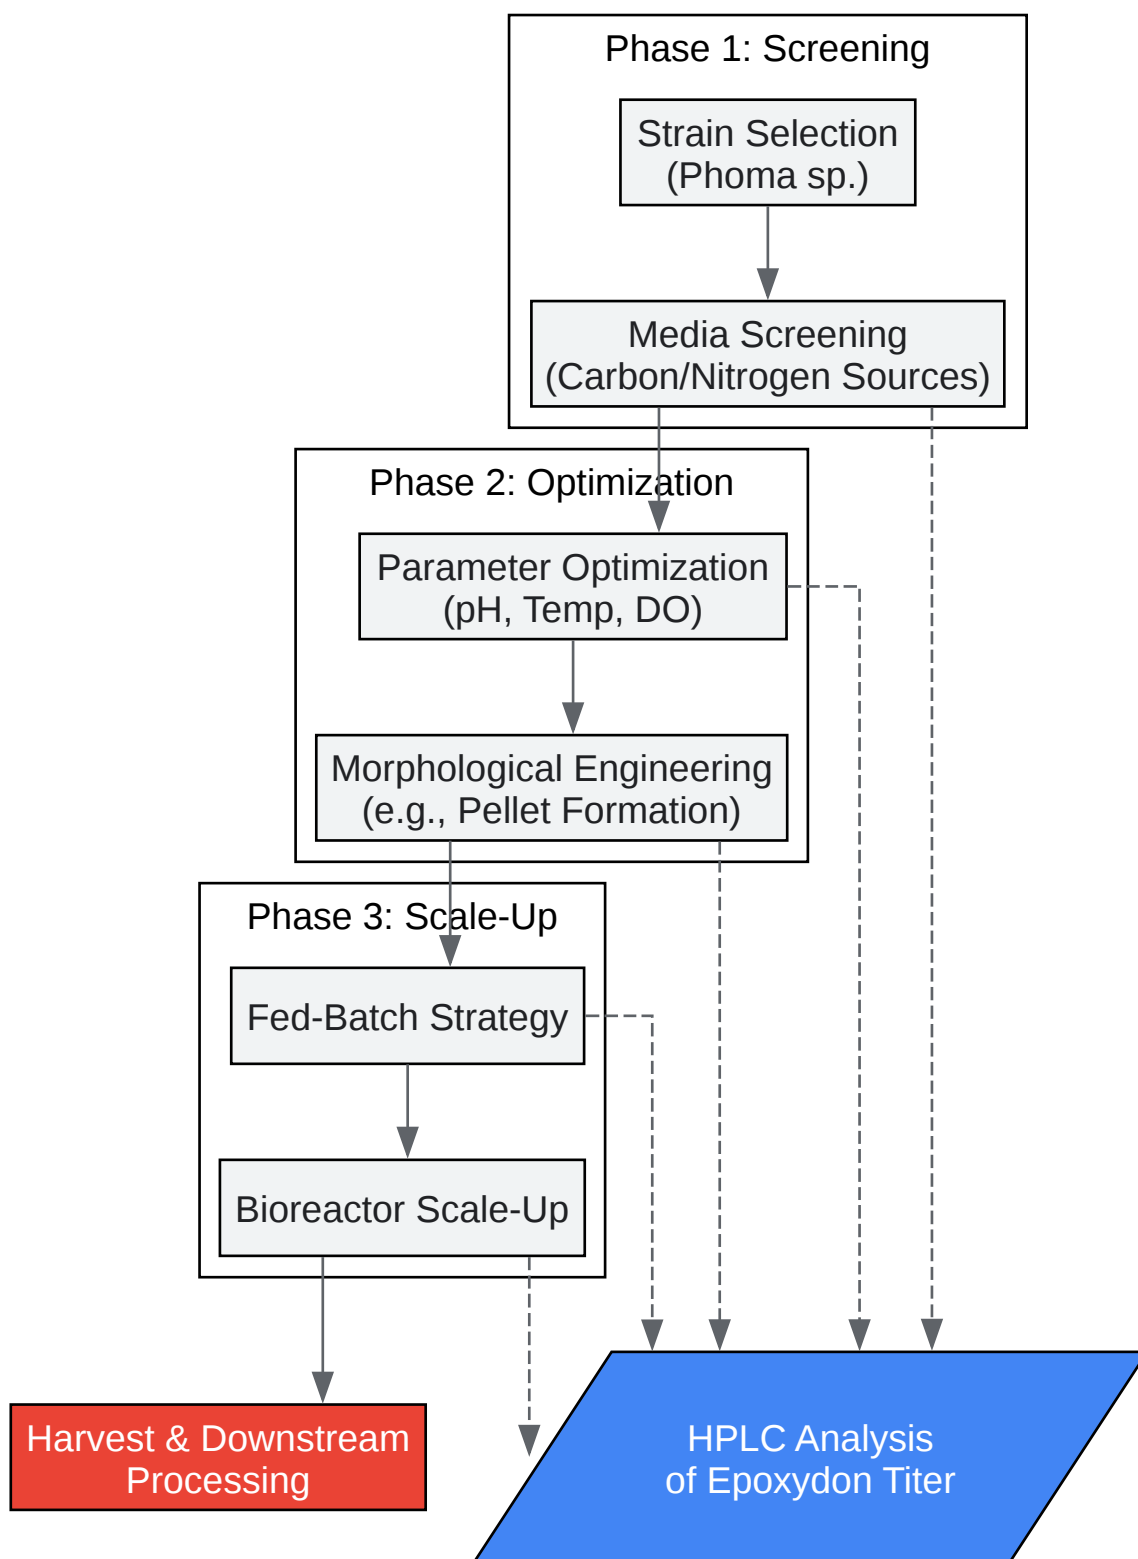 Phase 1: Screening
Strain Selection
(Phoma sp.)
Media Screening
(Carbon/Nitrogen Sources)
Phase 2: Optimization
Parameter Optimization
(pH, Temp, DO)
Morphological Engineering
(e.g., Pellet Formation)
Phase 3: Scale-Up
Fed-Batch Strategy
Bioreactor Scale-Up
Harvest & Downstream
Processing
HPLC Analysis
of Epoxydon Titer